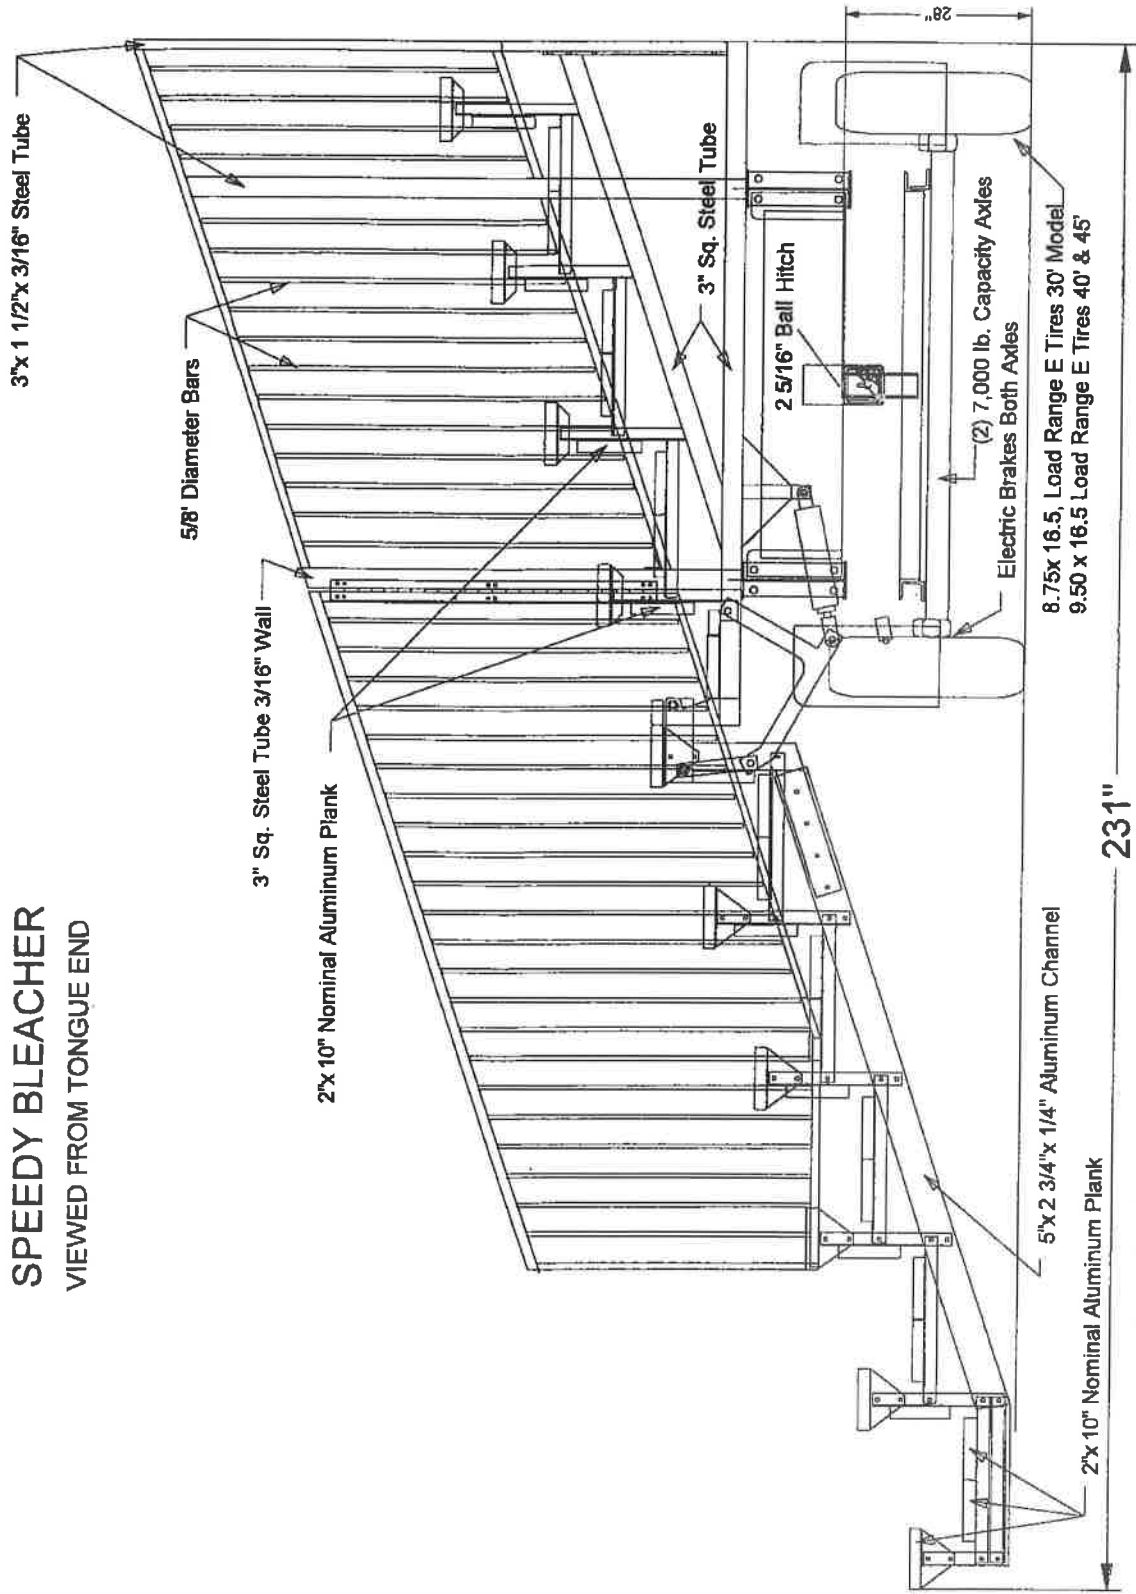 SPEEDY BLEACHER
VIEWED FROM TONGUE END
3"x 1 1/2"x 3/16" Steel Tube
5/8' Diameter Bars
3" Sq. Steel Tube 3/16" Wall
2"x 10" Nominal Aluminum Plank
3" Sq. Steel Tube
2 5/16" Ball Hitch
28"
(2) 7,000 lb. Capacity Axles
Electric Brakes Both Axles
8.75x 16.5, Load Range E Tires 30' Model
9.50 x 16.5 Load Range E Tires 40' & 45'
5"x 2 3/4"x 1/4" Aluminum Channel
2"x 10" Nominal Aluminum Plank
231"